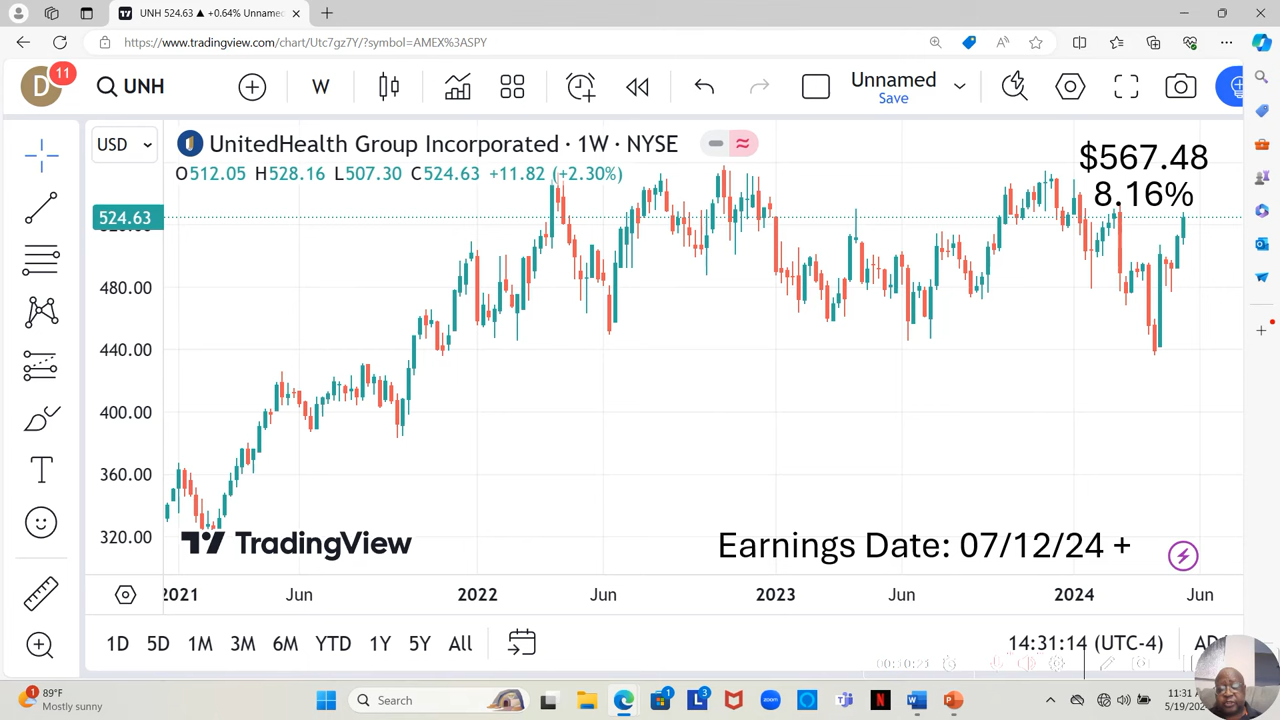 UNH 524.63 ▲ +0.64% Unnamed
https://www.tradingview.com/chart/Utc7gz7Y/?symbol=AMEX%3ASPY
D 11 UNH W Unnamed
Save
USD UnitedHealth Group Incorporated · 1W · NYSE
O512.05 H528.16 L507.30 C524.63 +11.82 (+2.30%)
$567.48
8.16%
524.63
480.00
440.00
400.00
360.00
320.00
TradingView
Earnings Date: 07/12/24 +
2021 Jun 2022 Jun 2023 Jun 2024 Jun
1D 5D 1M 3M 6M YTD 1Y 5Y All 14:31:14 (UTC-4)
89°F
Mostly sunny
Search
11:31 AM